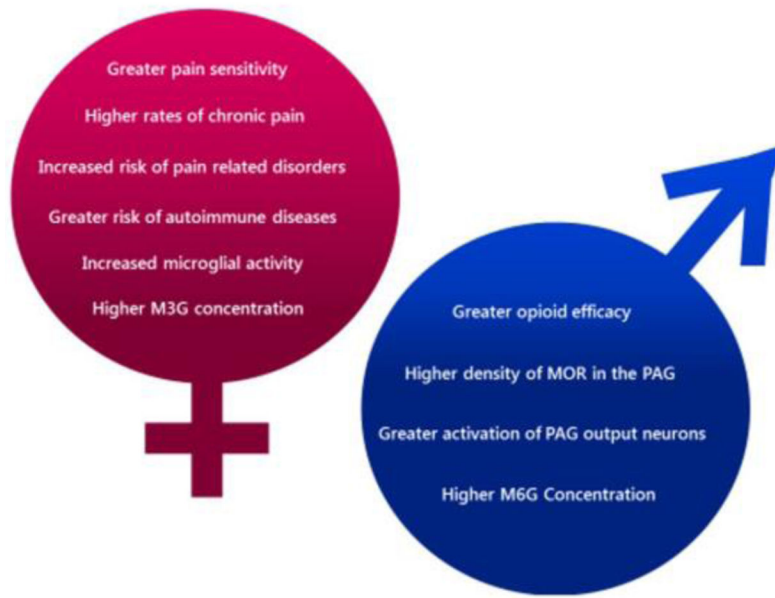 Greater pain sensitivity
Higher rates of chronic pain
Increased risk of pain related disorders
Greater risk of autoimmune diseases
Increased microglial activity
Higher M3G concentration
Greater opioid efficacy
Higher density of MOR in the PAG
Greater activation of PAG output neurons
Higher M6G Concentration